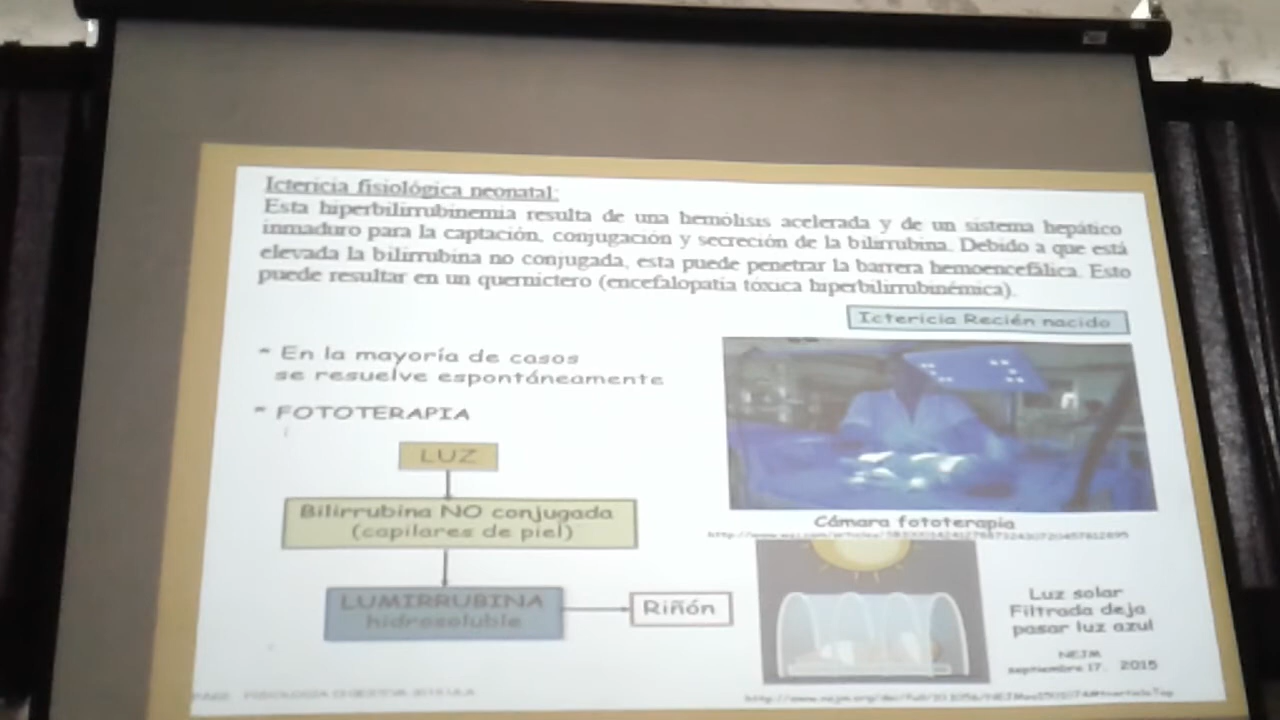 Ictericia fisiológica neonatal:
Esta hiperbilirrubinemia resulta de una hemólisis acelerada y de un sistema hepático
inmaduro para la captación, conjugación y secreción de la bilirrubina. Debido a que está
elevada la bilirrubina no conjugada, esta puede penetrar la barrera hemoencefálica. Esto
puede resultar en un quernictero (encefalopatía tóxica hiperbilirrubinémica).
Ictericia Recién nacido
* En la mayoría de casos
se resuelve espontáneamente
* FOTOTERAPIA
LUZ
Bilirrubina NO conjugada
(capilares de piel)
LUMIRRUBINA
hidrosoluble
Riñón
Cámara fototerapia
Luz solar
Filtrada deja
pasar luz azul
NEJM
septiembre 17, 2015